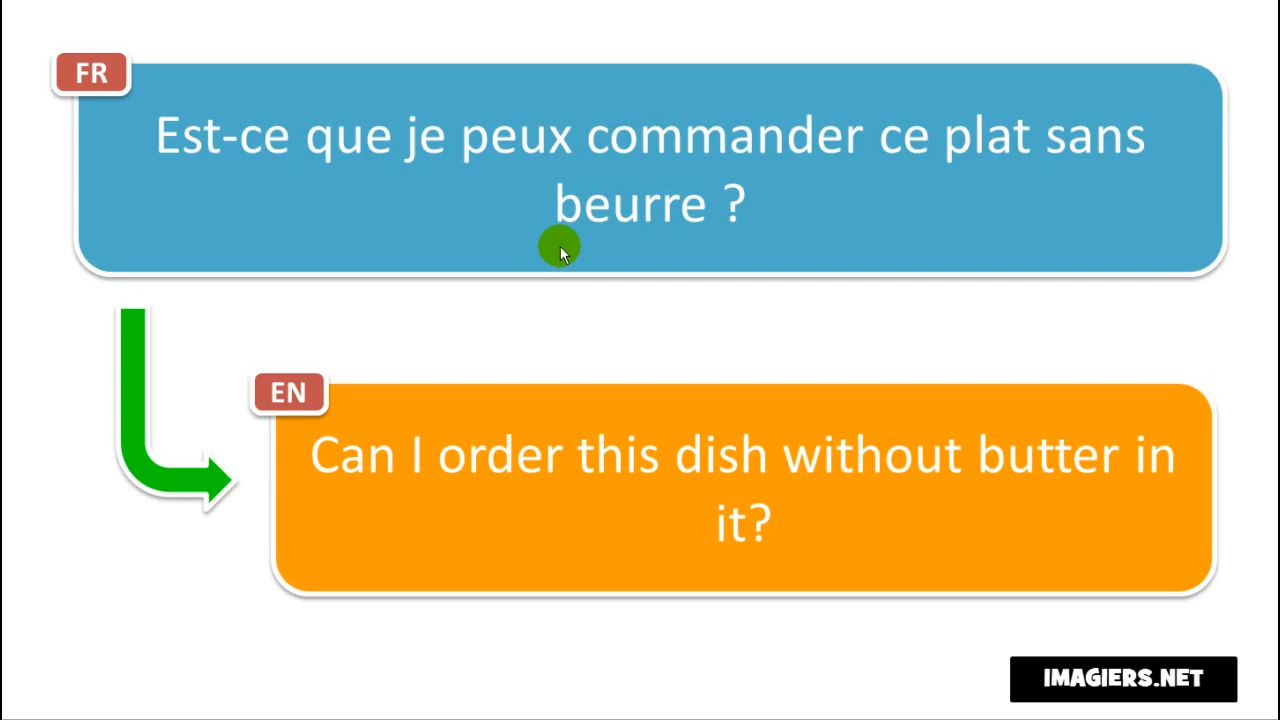 FR
Est-ce que je peux commander ce plat sans
beurre ?
EN
Can I order this dish without butter in
it?
IMAGIERS.NET